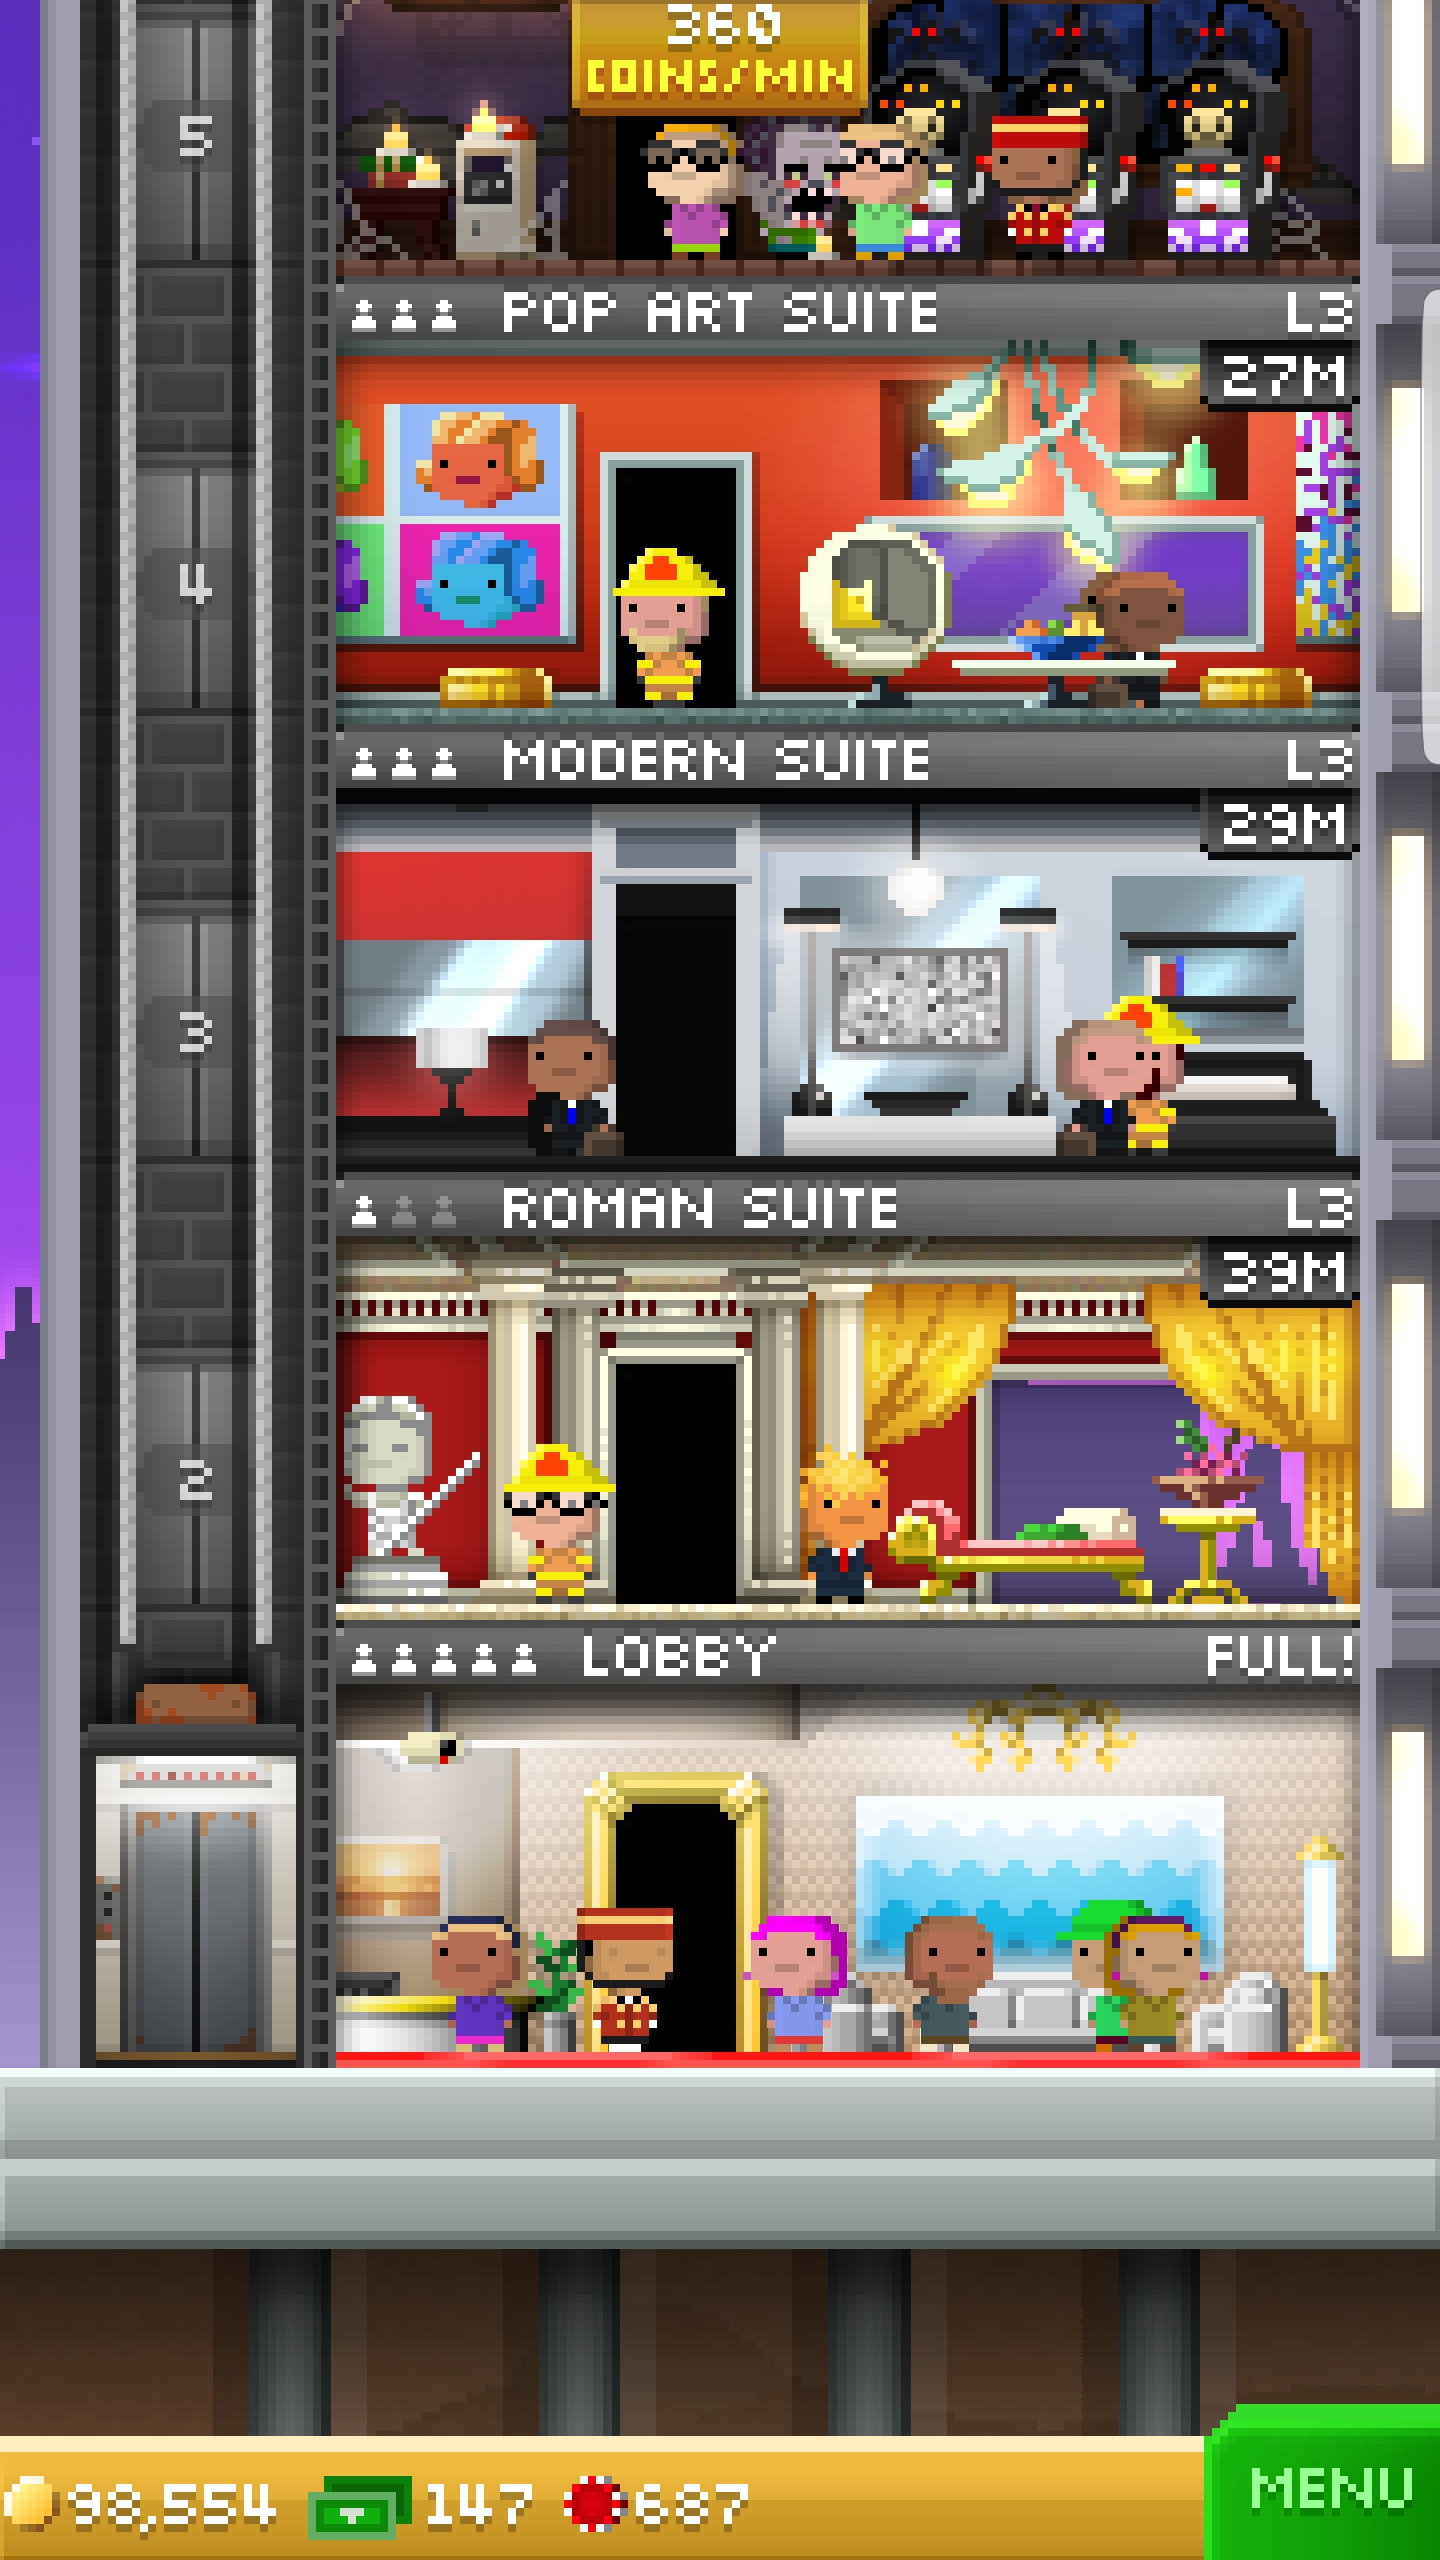 360
COINS/MIN
5
POP ART SUITE L3
27M
4
MODERN SUITE L3
29M
3
ROMAN SUITE L3
39M
2
LOBBY FULL!
98,554 147 687 MENU